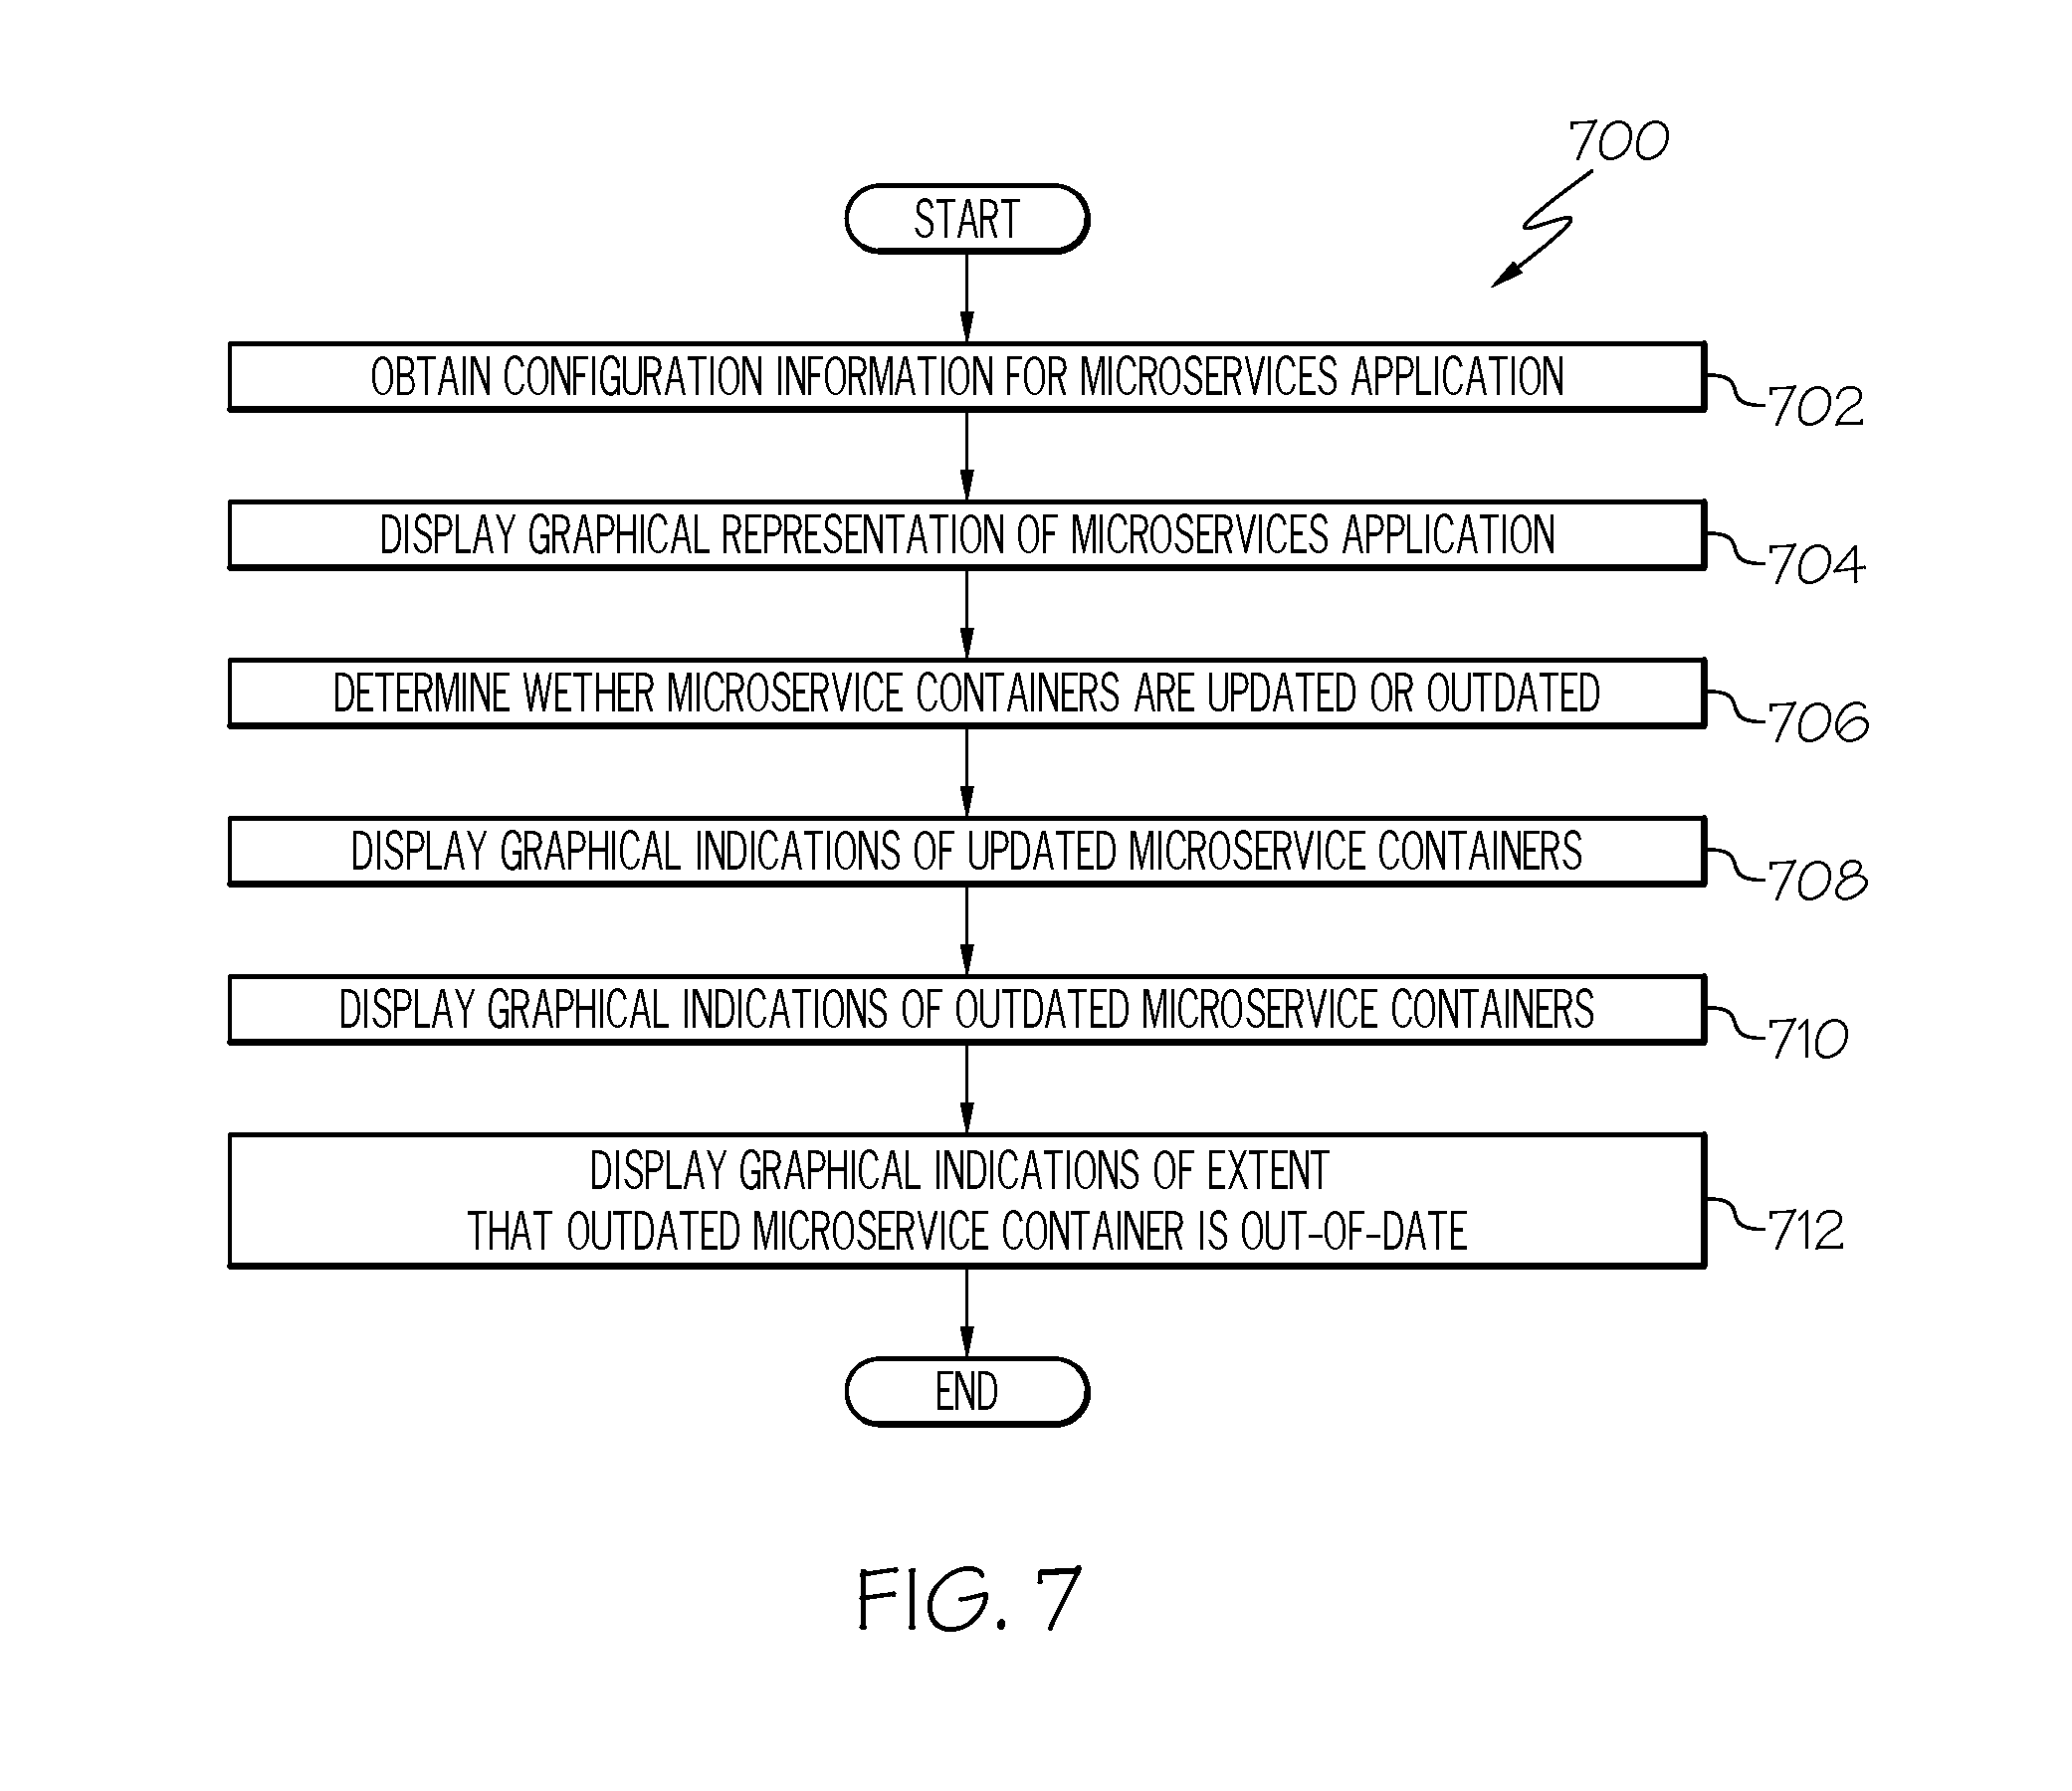 700
START
OBTAIN CONFIGURATION INFORMATION FOR MICROSERVICES APPLICATION
702
DISPLAY GRAPHICAL REPRESENTATION OF MICROSERVICES APPLICATION
704
DETERMINE WETHER MICROSERVICE CONTAINERS ARE UPDATED OR OUTDATED
706
DISPLAY GRAPHICAL INDICATIONS OF UPDATED MICROSERVICE CONTAINERS
708
DISPLAY GRAPHICAL INDICATIONS OF OUTDATED MICROSERVICE CONTAINERS
710
DISPLAY GRAPHICAL INDICATIONS OF EXTENT
THAT OUTDATED MICROSERVICE CONTAINER IS OUT-OF-DATE
712
END
FIG. 7